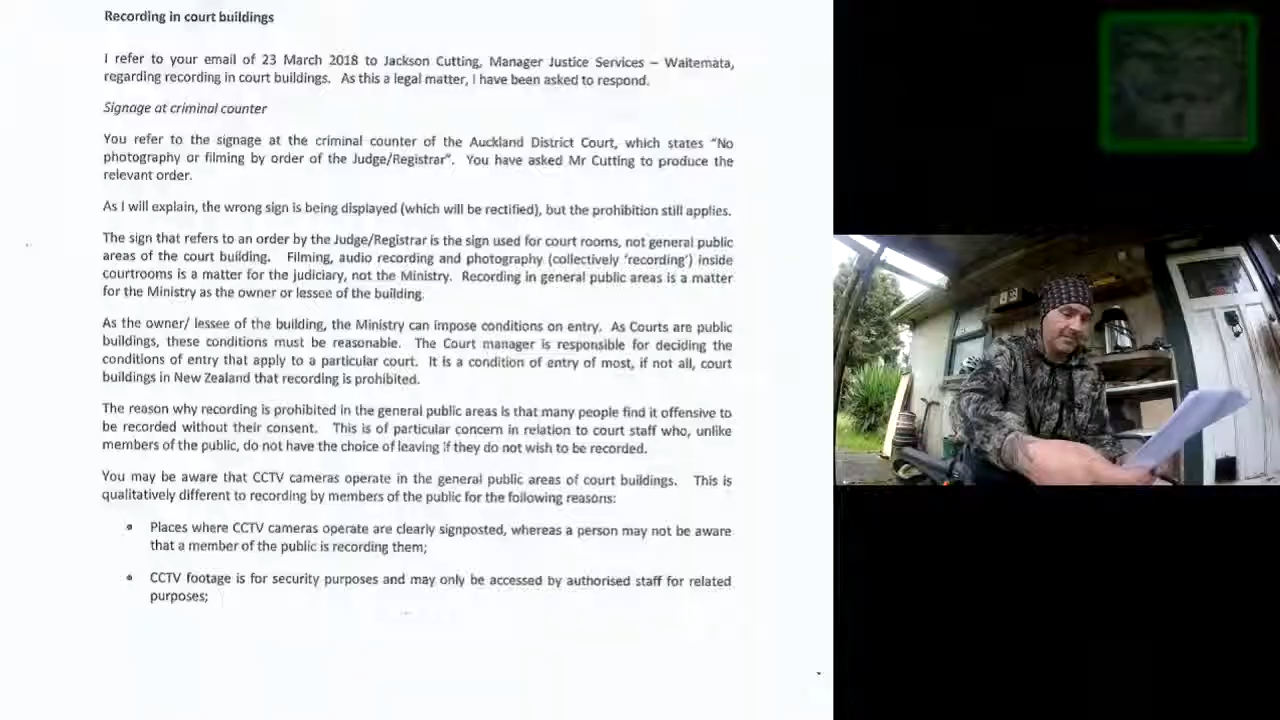 Recording in court buildings
I refer to your email of 23 March 2018 to Jackson Cutting, Manager Justice Services – Waitemata,
regarding recording in court buildings. As this a legal matter, I have been asked to respond.
Signage at criminal counter
You refer to the signage at the criminal counter of the Auckland District Court, which states “No
photography or filming by order of the Judge/Registrar”. You have asked Mr Cutting to produce the
relevant order.
As I will explain, the wrong sign is being displayed (which will be rectified), but the prohibition still applies.
The sign that refers to an order by the Judge/Registrar is the sign used for court rooms, not general public
areas of the court building. Filming, audio recording and photography (collectively ‘recording’) inside
courtrooms is a matter for the judiciary, not the Ministry. Recording in general public areas is a matter
for the Ministry as the owner or lessee of the building.
As the owner/ lessee of the building, the Ministry can impose conditions on entry. As Courts are public
buildings, these conditions must be reasonable. The Court manager is responsible for deciding the
conditions of entry that apply to a particular court. It is a condition of entry of most, if not all, court
buildings in New Zealand that recording is prohibited.
The reason why recording is prohibited in the general public areas is that many people find it offensive to
be recorded without their consent. This is of particular concern in relation to court staff who, unlike
members of the public, do not have the choice of leaving if they do not wish to be recorded.
You may be aware that CCTV cameras operate in the general public areas of court buildings. This is
qualitatively different to recording by members of the public for the following reasons:
• Places where CCTV cameras operate are clearly signposted, whereas a person may not be aware
that a member of the public is recording them;
• CCTV footage is for security purposes and may only be accessed by authorised staff for related
purposes;